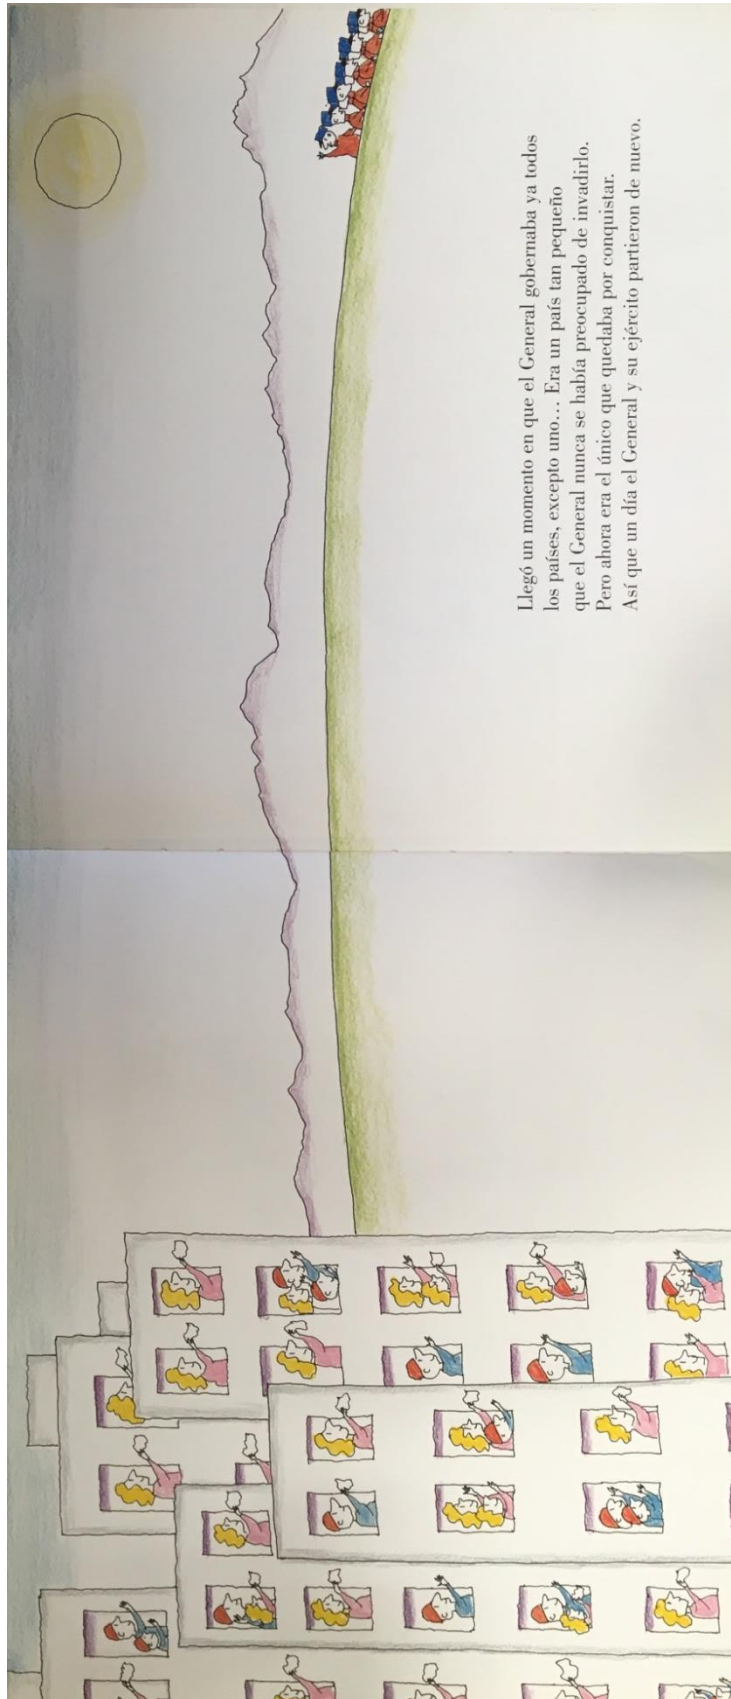 Llegó un momento en que el General gobernaba ya todos
los países, excepto uno... Era un país tan pequeño
que el General nunca se había preocupado de invadirlo.
Pero ahora era el único que quedaba por conquistar.
Así que un día el General y su ejército partieron de nuevo.